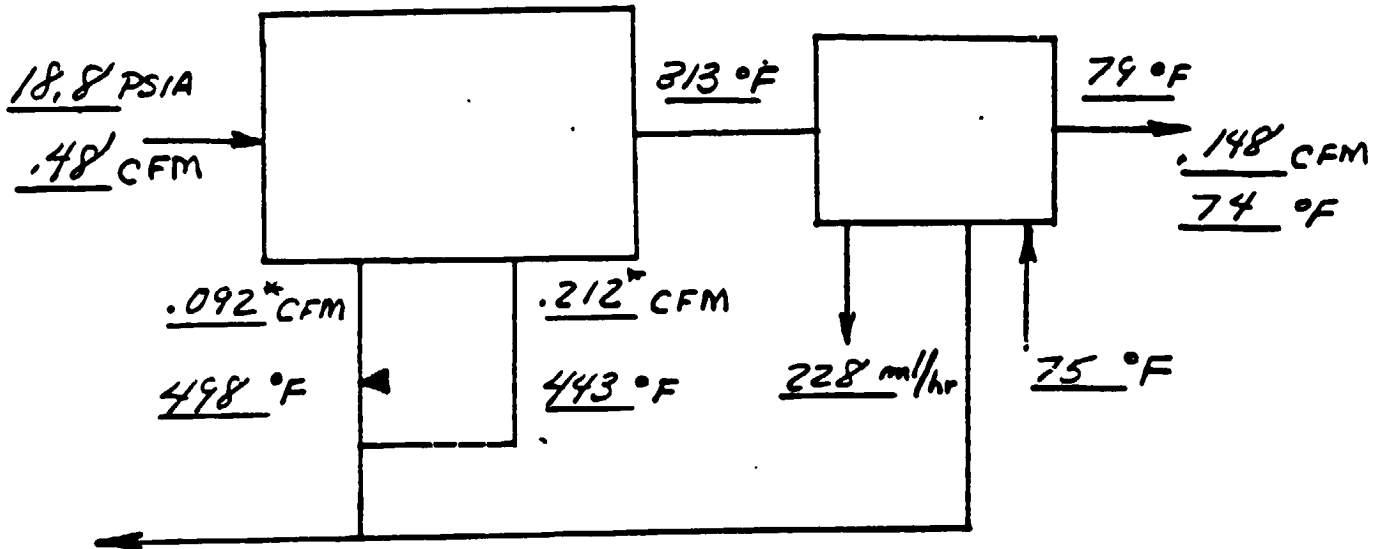 18.8 PSIA
.48 CFM
313 °F
79 °F
.148 CFM
74 °F
.092* CFM
498 °F
.212* CFM
443 °F
228 ml/hr
75 °F